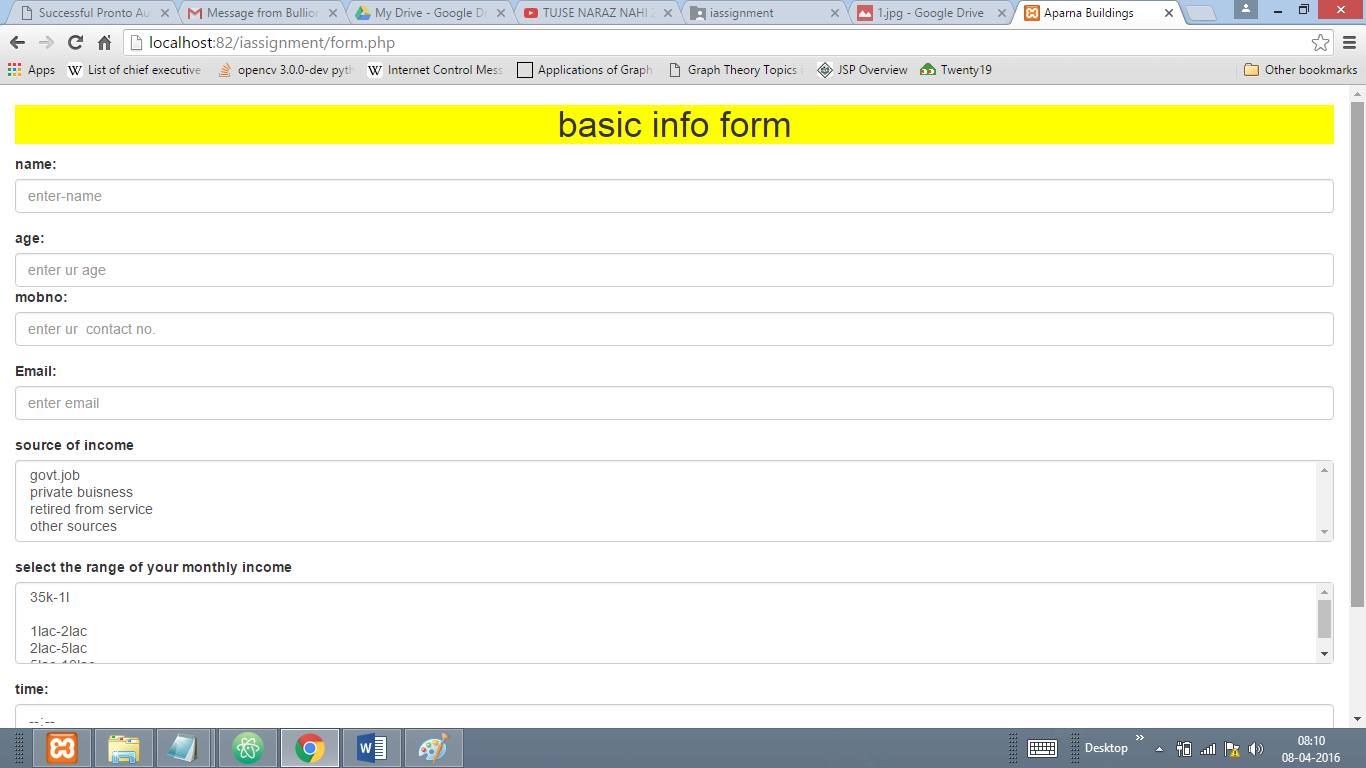 Successful Pronto Au
Message from Bullion
My Drive - Google Dr
TUJSE NARAZ NAHI Z
iassignment
1.jpg - Google Drive
Aparna Buildings
localhost:82/iassignment/form.php
Apps
List of chief executive
opencv 3.0.0-dev pyth
Internet Control Mess
Applications of Graph
Graph Theory Topics i
JSP Overview
Twenty19
Other bookmarks
basic info form
name:
enter-name
age:
enter ur age
mobno:
enter ur  contact no.
Email:
enter email
source of income
govt.job
private buisness
retired from service
other sources
select the range of your monthly income
35k-1l
1lac-2lac
2lac-5lac
5lac-10lac
time:
--:--
Desktop
08:10
08-04-2016